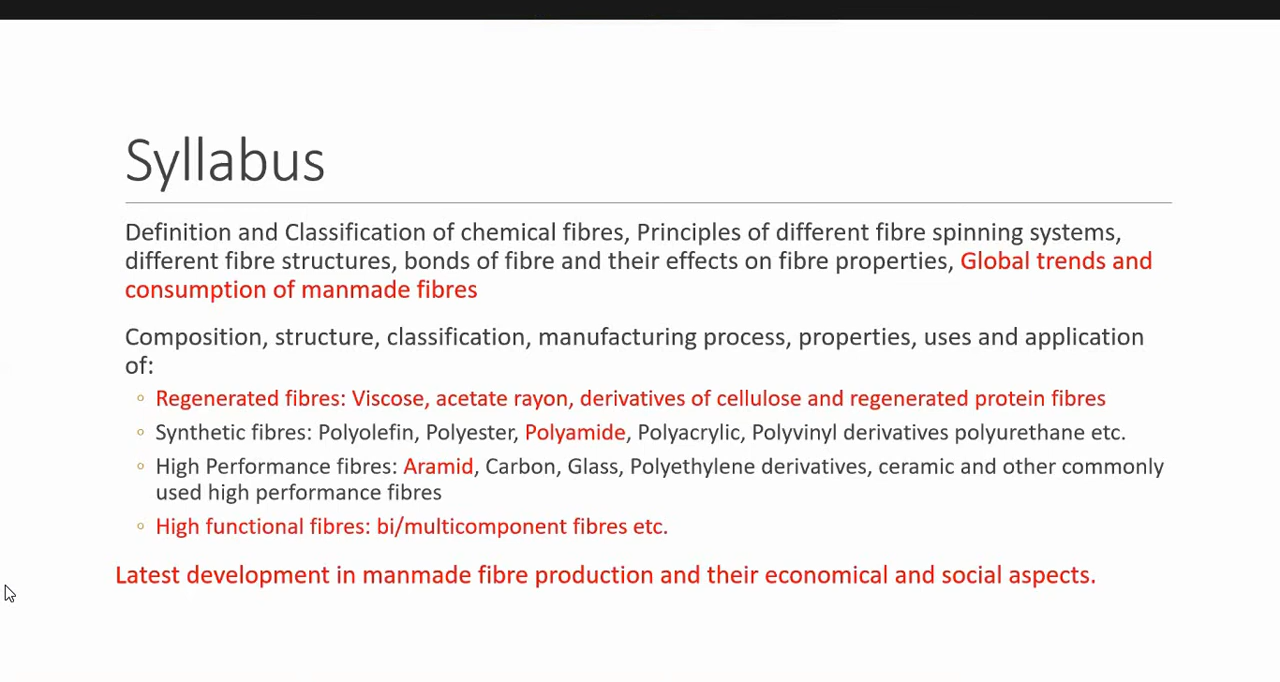 Syllabus
Definition and Classification of chemical fibres, Principles of different fibre spinning systems,
different fibre structures, bonds of fibre and their effects on fibre properties, Global trends and
consumption of manmade fibres
Composition, structure, classification, manufacturing process, properties, uses and application
of:
◦ Regenerated fibres: Viscose, acetate rayon, derivatives of cellulose and regenerated protein fibres
◦ Synthetic fibres: Polyolefin, Polyester, Polyamide, Polyacrylic, Polyvinyl derivatives polyurethane etc.
◦ High Performance fibres: Aramid, Carbon, Glass, Polyethylene derivatives, ceramic and other commonly
used high performance fibres
◦ High functional fibres: bi/multicomponent fibres etc.
Latest development in manmade fibre production and their economical and social aspects.